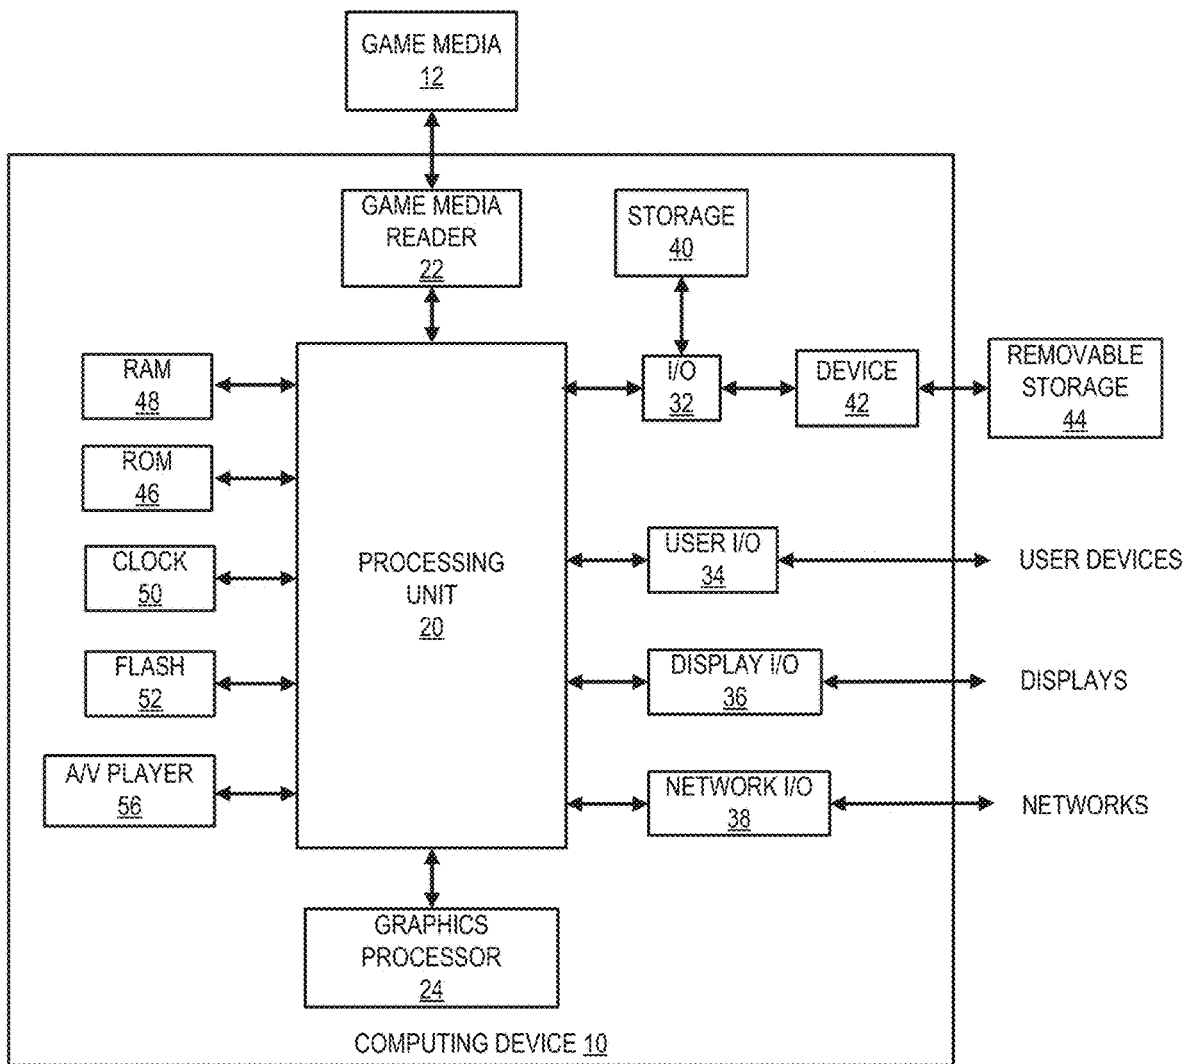 GAME MEDIA
12
GAME MEDIA
READER
22
STORAGE
40
RAM
48
I/O
32
DEVICE
42
REMOVABLE
STORAGE
44
ROM
46
CLOCK
50
PROCESSING
UNIT
20
USER I/O
34
USER DEVICES
FLASH
52
DISPLAY I/O
36
DISPLAYS
A/V PLAYER
56
NETWORK I/O
38
NETWORKS
GRAPHICS
PROCESSOR
24
COMPUTING DEVICE 10